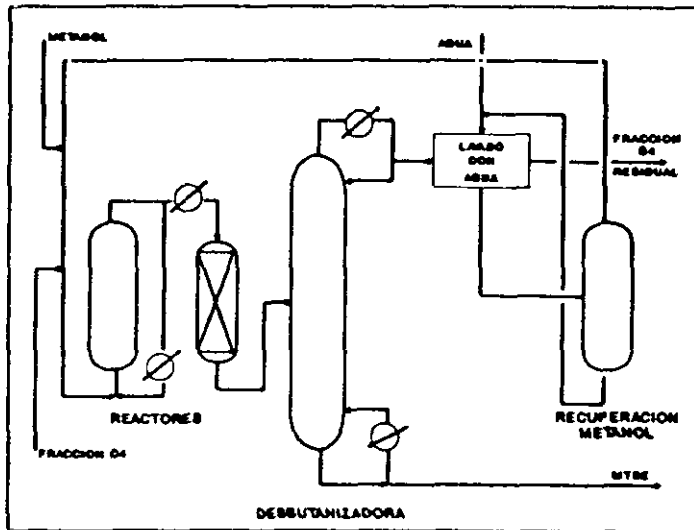 METANOL
AGUA
FRACCION
C4
RESIDUAL
LAVADO
CON
AGUA
REACTORES
RECUPERACION
METANOL
FRACCION C4
MTBE
DESBUTANIZADORA